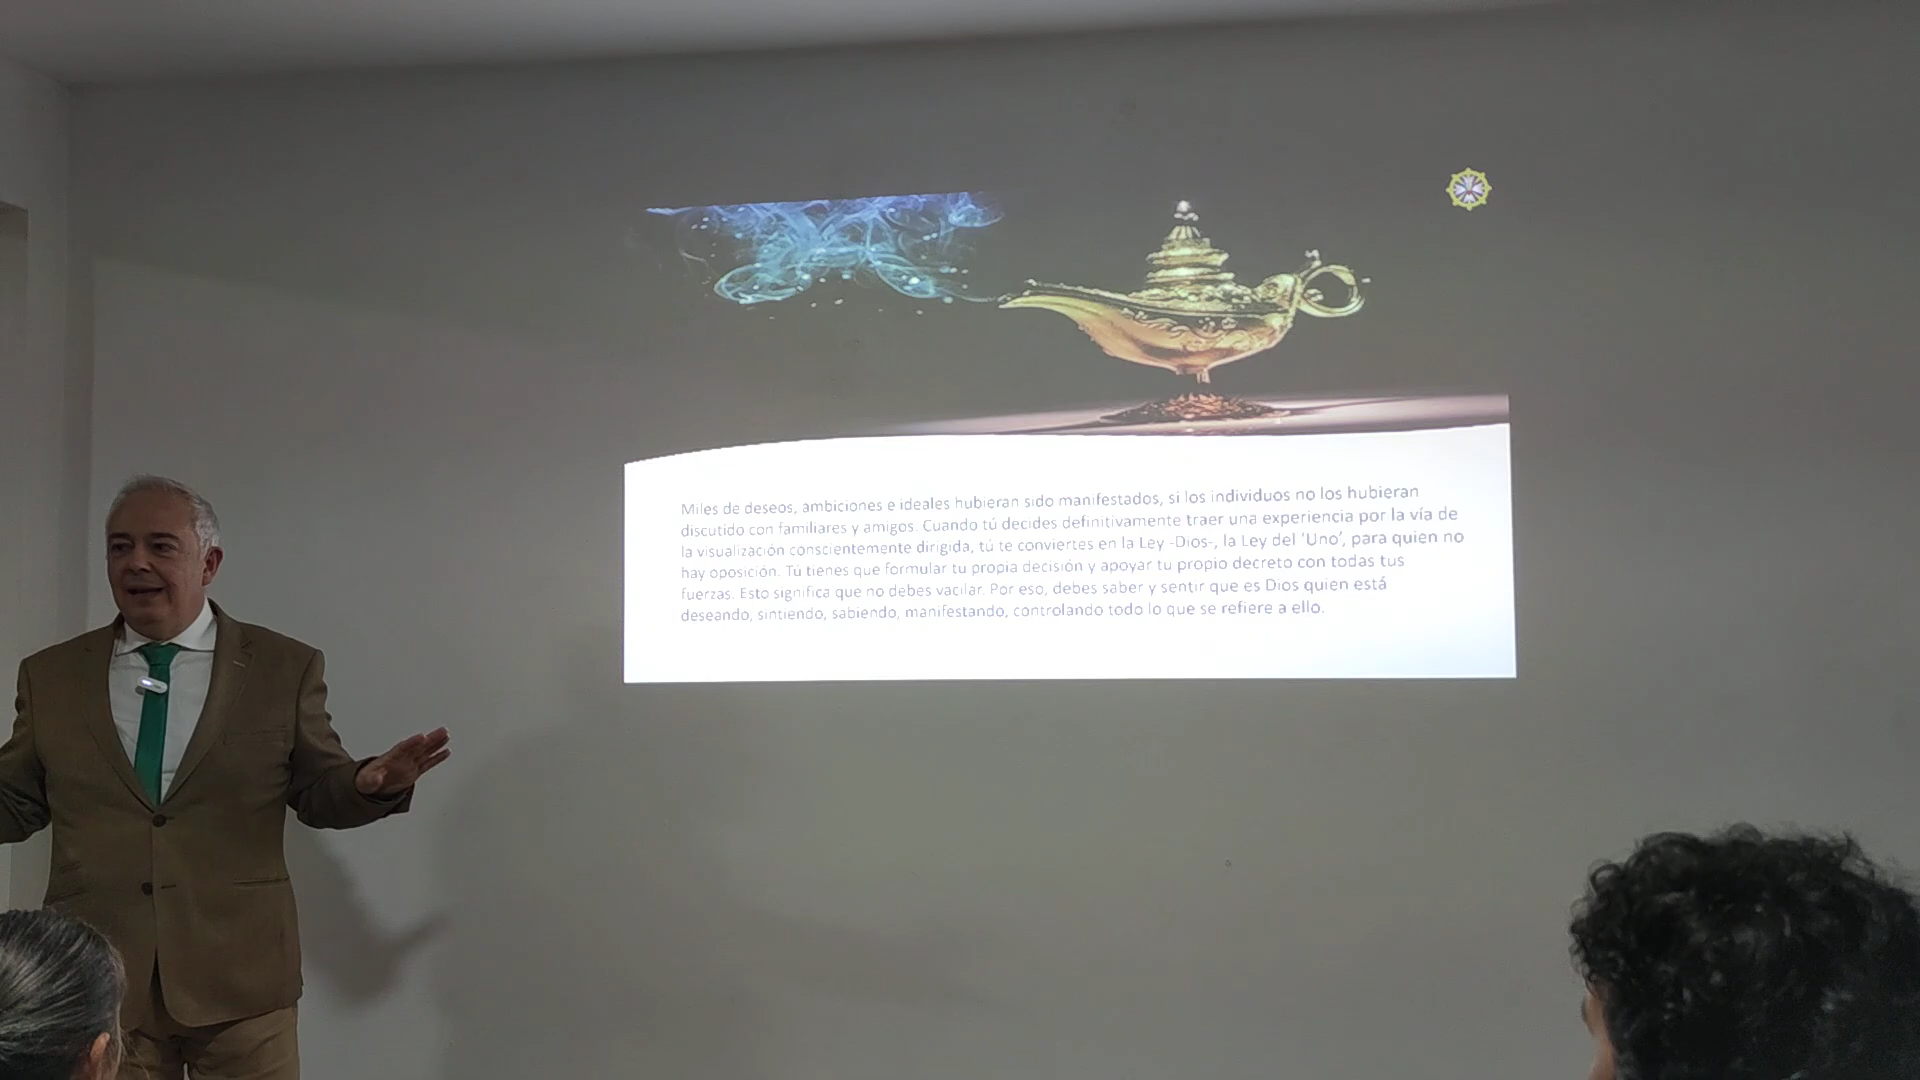 Miles de deseos, ambiciones e ideales hubieran sido manifestados, si los individuos no los hubieran
discutido con familiares y amigos. Cuando tú decides definitivamente traer una experiencia por la vía de
la visualización conscientemente dirigida, tú te conviertes en la Ley -Dios-, la Ley del 'Uno', para quien no
hay oposición. Tú tienes que formular tu propia decisión y apoyar tu propio decreto con todas tus
fuerzas. Esto significa que no debes vacilar. Por eso, debes saber y sentir que es Dios quien está
deseando, sintiendo, sabiendo, manifestando, controlando todo lo que se refiere a ello.